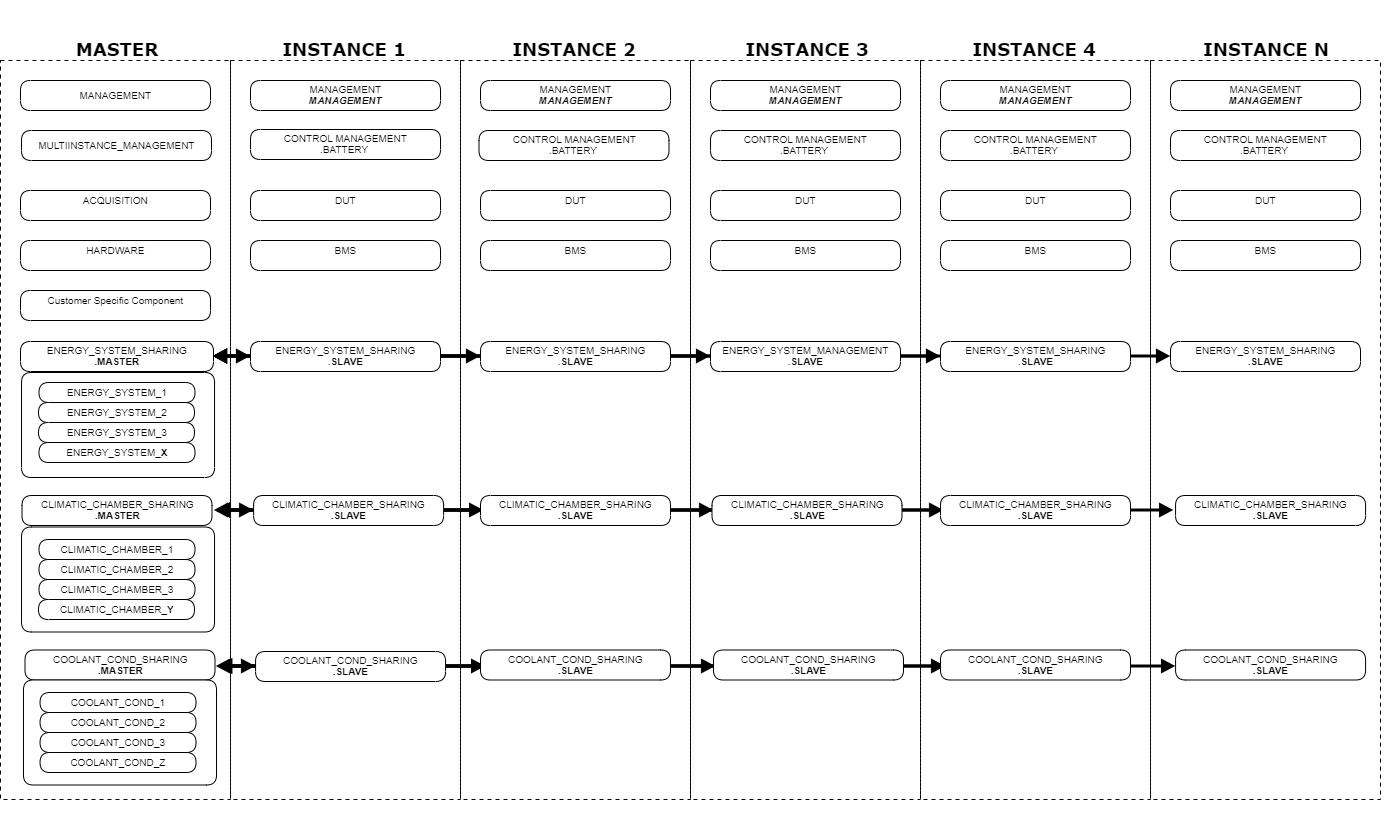 MASTER
INSTANCE 1
INSTANCE 2
INSTANCE 3
INSTANCE 4
INSTANCE N
MANAGEMENT
MANAGEMENT
MANAGEMENT
MANAGEMENT
MANAGEMENT
MANAGEMENT
MANAGEMENT
MANAGEMENT
MANAGEMENT
MANAGEMENT
MANAGEMENT
MULTIINSTANCE_MANAGEMENT
CONTROL MANAGEMENT
.BATTERY
CONTROL MANAGEMENT
.BATTERY
CONTROL MANAGEMENT
.BATTERY
CONTROL MANAGEMENT
.BATTERY
CONTROL MANAGEMENT
.BATTERY
ACQUISITION
DUT
DUT
DUT
DUT
DUT
HARDWARE
BMS
BMS
BMS
BMS
BMS
Customer Specific Component
ENERGY_SYSTEM_SHARING
.MASTER
ENERGY_SYSTEM_SHARING
.SLAVE
ENERGY_SYSTEM_SHARING
.SLAVE
ENERGY_SYSTEM_MANAGEMENT
.SLAVE
ENERGY_SYSTEM_SHARING
.SLAVE
ENERGY_SYSTEM_SHARING
.SLAVE
ENERGY_SYSTEM_1
ENERGY_SYSTEM_2
ENERGY_SYSTEM_3
ENERGY_SYSTEM_X
CLIMATIC_CHAMBER_SHARING
.MASTER
CLIMATIC_CHAMBER_SHARING
.SLAVE
CLIMATIC_CHAMBER_SHARING
.SLAVE
CLIMATIC_CHAMBER_SHARING
.SLAVE
CLIMATIC_CHAMBER_SHARING
.SLAVE
CLIMATIC_CHAMBER_SHARING
.SLAVE
CLIMATIC_CHAMBER_1
CLIMATIC_CHAMBER_2
CLIMATIC_CHAMBER_3
CLIMATIC_CHAMBER_Y
COOLANT_COND_SHARING
.MASTER
COOLANT_COND_SHARING
.SLAVE
COOLANT_COND_SHARING
.SLAVE
COOLANT_COND_SHARING
.SLAVE
COOLANT_COND_SHARING
.SLAVE
COOLANT_COND_SHARING
.SLAVE
COOLANT_COND_1
COOLANT_COND_2
COOLANT_COND_3
COOLANT_COND_Z